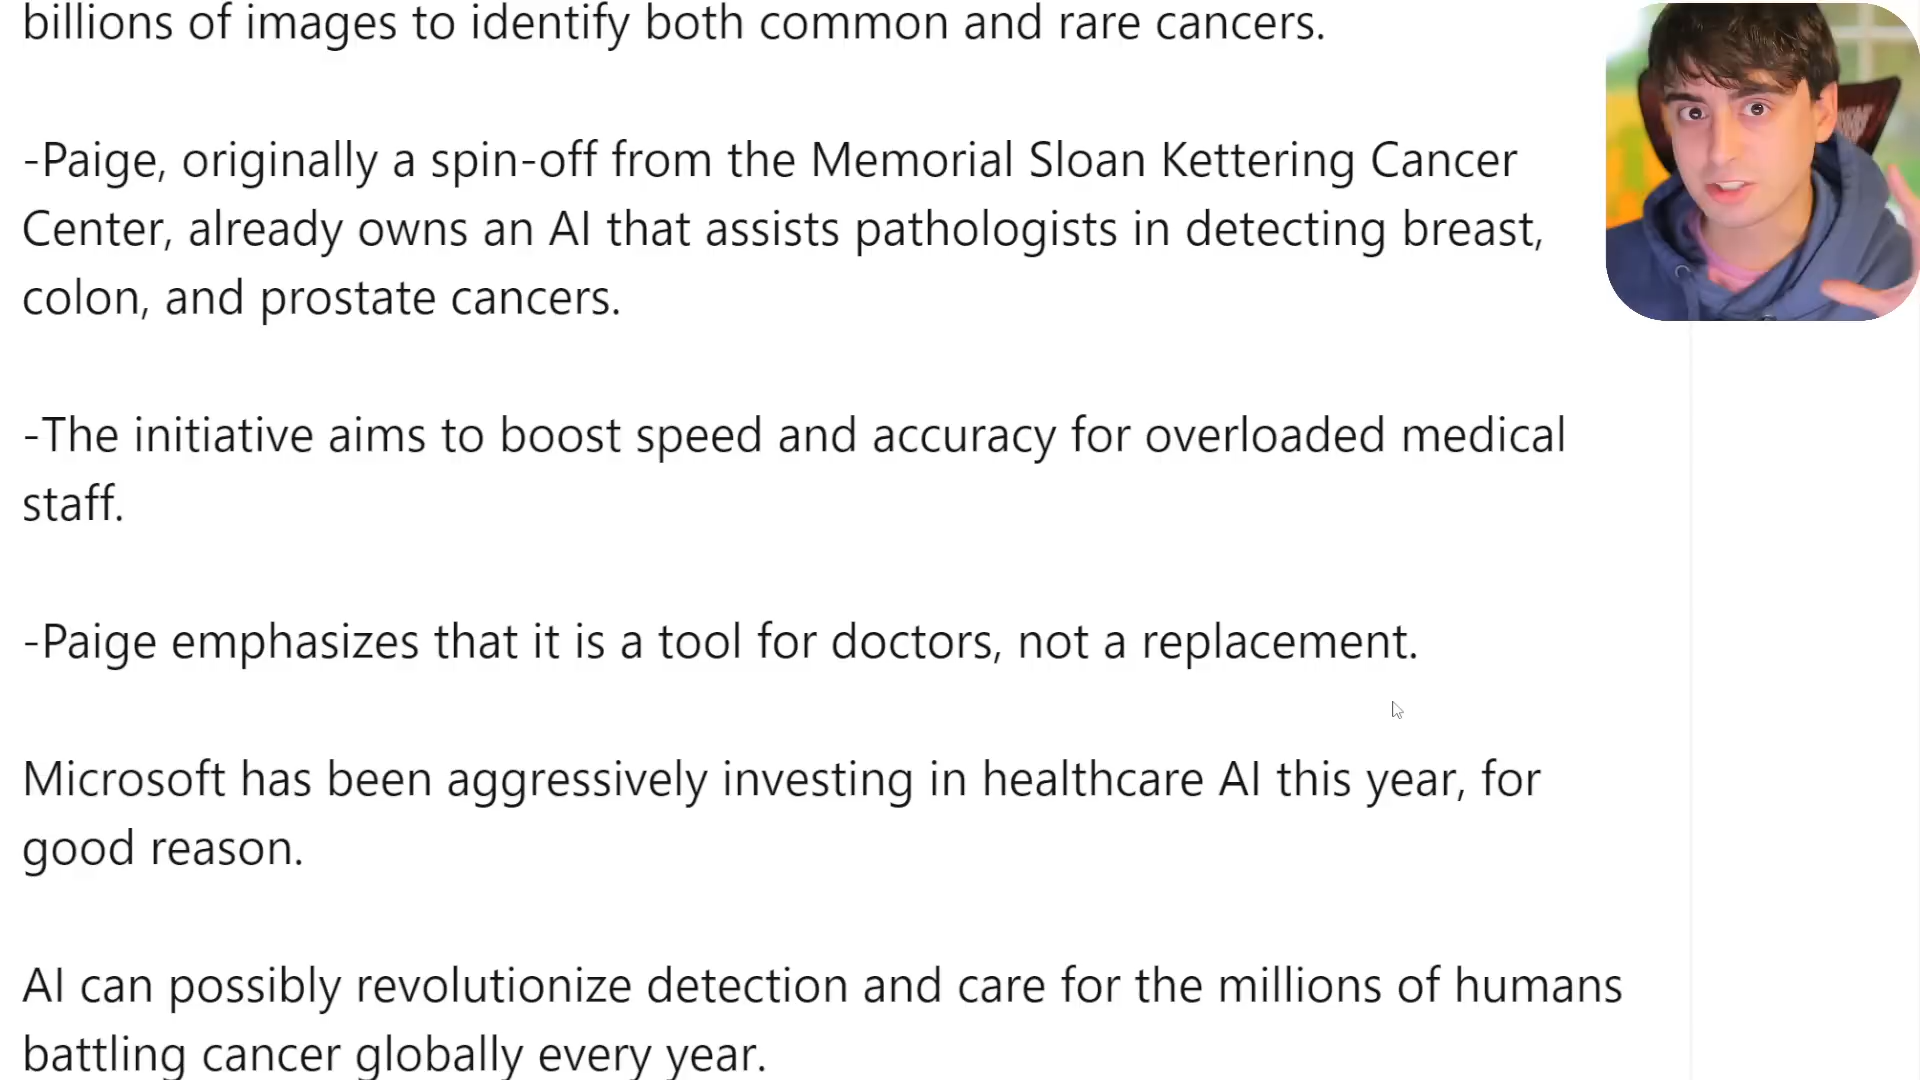 billions of images to identify both common and rare cancers.
-Paige, originally a spin-off from the Memorial Sloan Kettering Cancer
Center, already owns an AI that assists pathologists in detecting breast,
colon, and prostate cancers.
-The initiative aims to boost speed and accuracy for overloaded medical
staff.
-Paige emphasizes that it is a tool for doctors, not a replacement.
Microsoft has been aggressively investing in healthcare AI this year, for
good reason.
AI can possibly revolutionize detection and care for the millions of humans
battling cancer globally every year.